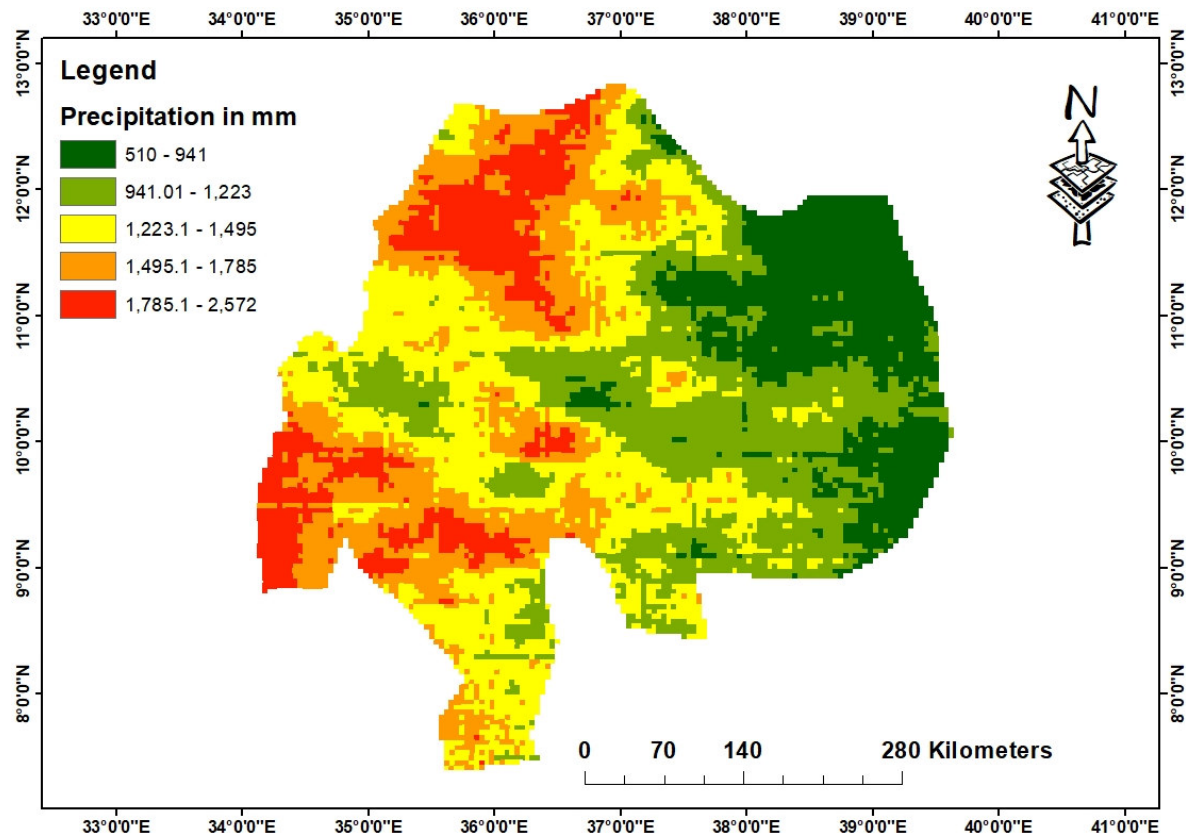 33°0'0"E 34°0'0"E 35°0'0"E 36°0'0"E 37°0'0"E 38°0'0"E 39°0'0"E 40°0'0"E 41°0'0"E
Legend
Precipitation in mm
510 - 941
941.01 - 1,223
1,223.1 - 1,495
1,495.1 - 1,785
1,785.1 - 2,572
N
13°0'0"N
12°0'0"N
11°0'0"N
10°0'0"N
9°0'0"N
8°0'0"N
13°0'0"N
12°0'0"N
11°0'0"N
10°0'0"N
9°0'0"N
8°0'0"N
0 70 140 280 Kilometers
33°0'0"E 34°0'0"E 35°0'0"E 36°0'0"E 37°0'0"E 38°0'0"E 39°0'0"E 40°0'0"E 41°0'0"E